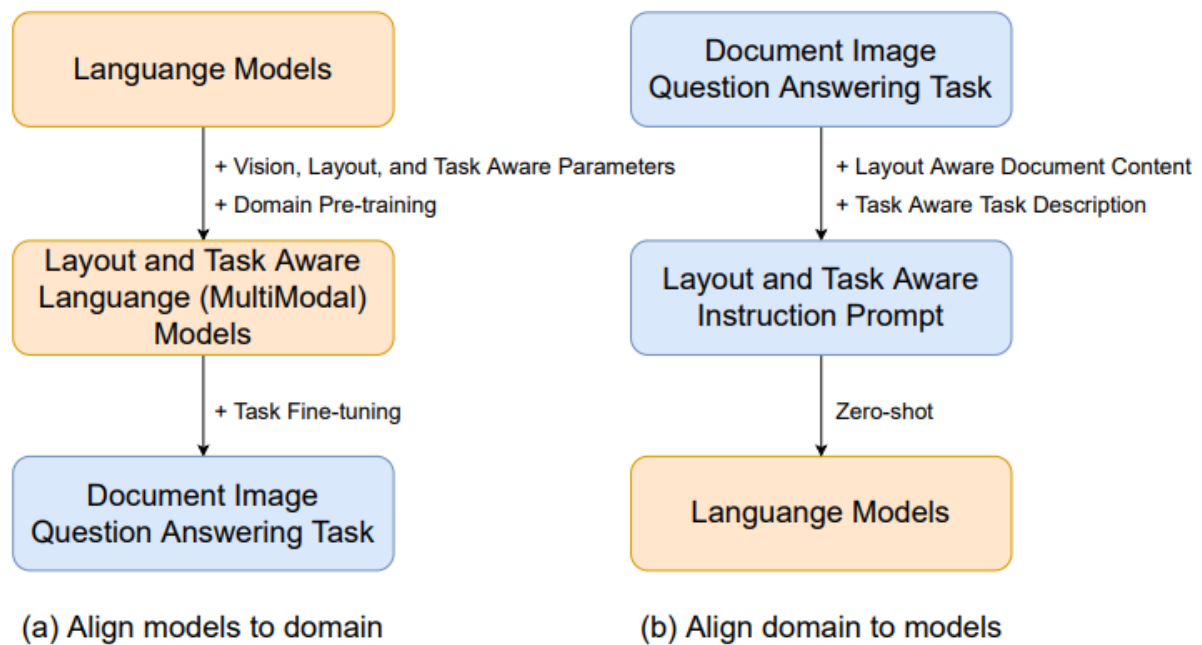 Languange Models
+ Vision, Layout, and Task Aware Parameters
+ Domain Pre-training
Layout and Task Aware
Languange (MultiModal)
Models
+ Task Fine-tuning
Document Image
Question Answering Task
(a) Align models to domain
Document Image
Question Answering Task
+ Layout Aware Document Content
+ Task Aware Task Description
Layout and Task Aware
Instruction Prompt
Zero-shot
Languange Models
(b) Align domain to models